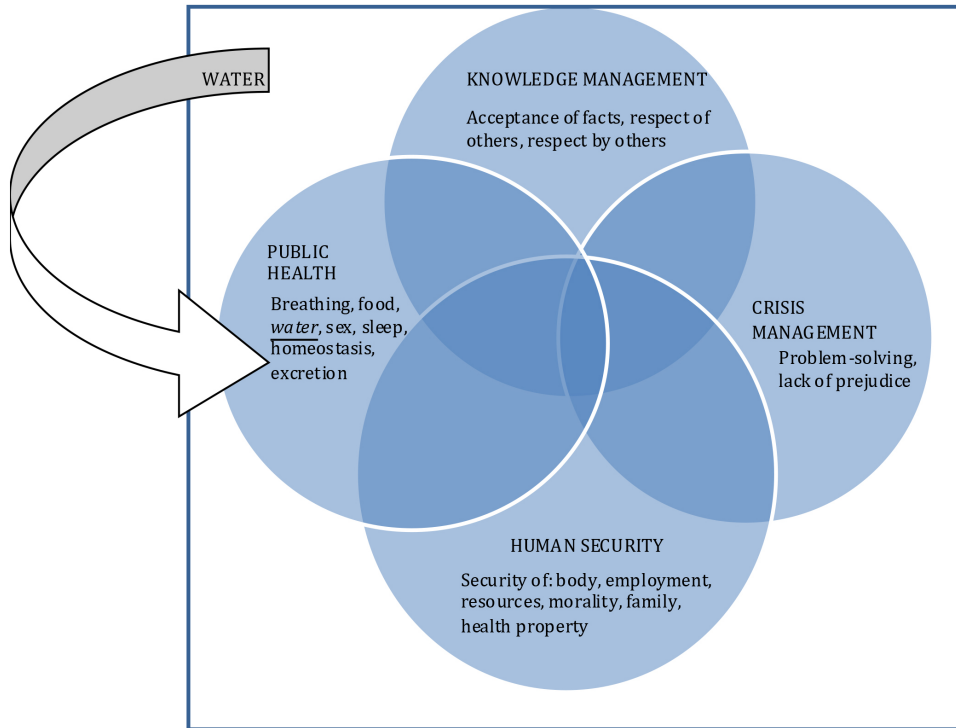 WATER
KNOWLEDGE MANAGEMENT
Acceptance of facts, respect of
others, respect by others
PUBLIC
HEALTH
Breathing, food,
water, sex, sleep,
homeostasis,
excretion
CRISIS
MANAGEMENT
Problem-solving,
lack of prejudice
HUMAN SECURITY
Security of: body, employment,
resources, morality, family,
health property